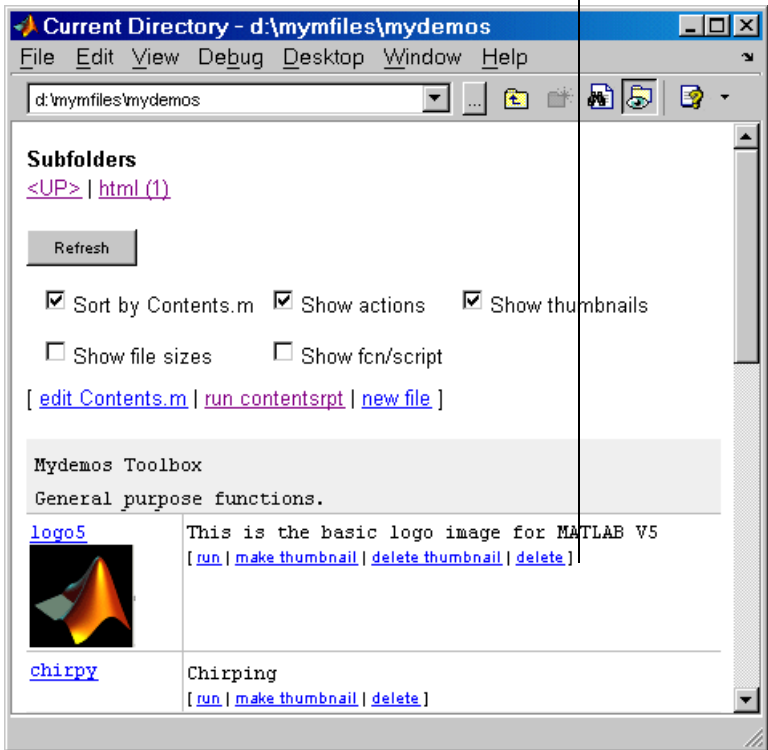 Current Directory - d:\mymfiles\mydemos
File Edit View Debug Desktop Window Help
d:\mymfiles\mydemos
...
Subfolders
<UP> | html (1)
Refresh
Sort by Contents.m Show actions Show thumbnails
Show file sizes Show fcn/script
[ edit Contents.m | run contentsrpt | new file ]
Mydemos Toolbox
General purpose functions.
logo5 This is the basic logo image for MATLAB V5
[ run | make thumbnail | delete thumbnail | delete ]
chirpy Chirping
[ run | make thumbnail | delete ]